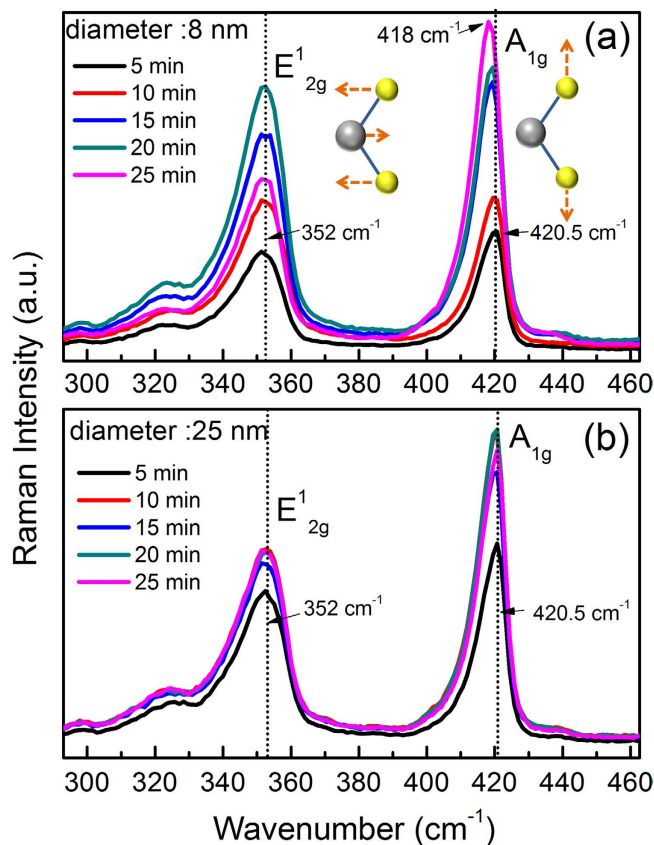 diameter :8 nm
5 min
10 min
15 min
20 min
25 min
E¹
2g
418 cm⁻¹
A₁g
(a)
352 cm⁻¹
420.5 cm⁻¹
300 320 340 360 380 400 420 440 460
diameter :25 nm
5 min
10 min
15 min
20 min
25 min
E¹
2g
A₁g
(b)
352 cm⁻¹
420.5 cm⁻¹
300 320 340 360 380 400 420 440 460
Raman Intensity (a.u.)
Wavenumber (cm⁻¹)